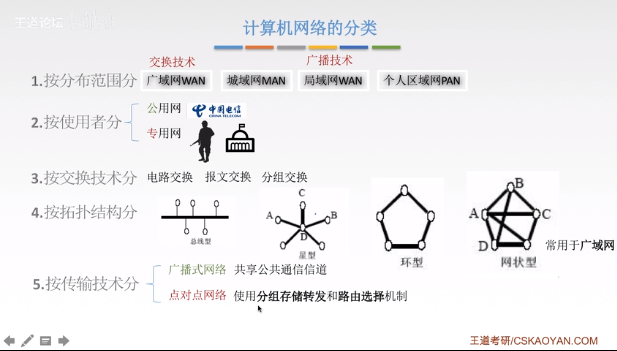 王道论坛
计算机网络的分类
交换技术 广播技术
1.按分布范围分 广域网WAN 城域网MAN 局域网WAN 个人区域网PAN
2.按使用者分 公用网 中国电信
CHINA TELECOM
专用网
3.按交换技术分 电路交换 报文交换 分组交换
4.按拓扑结构分
总线型
C
A B
D
星型
环型
B
A C
D E
网状型
常用于广域网
5.按传输技术分
广播式网络 共享公共通信信道
点对点网络 使用分组存储转发和路由选择机制
王道考研/CSKAOYAN.COM